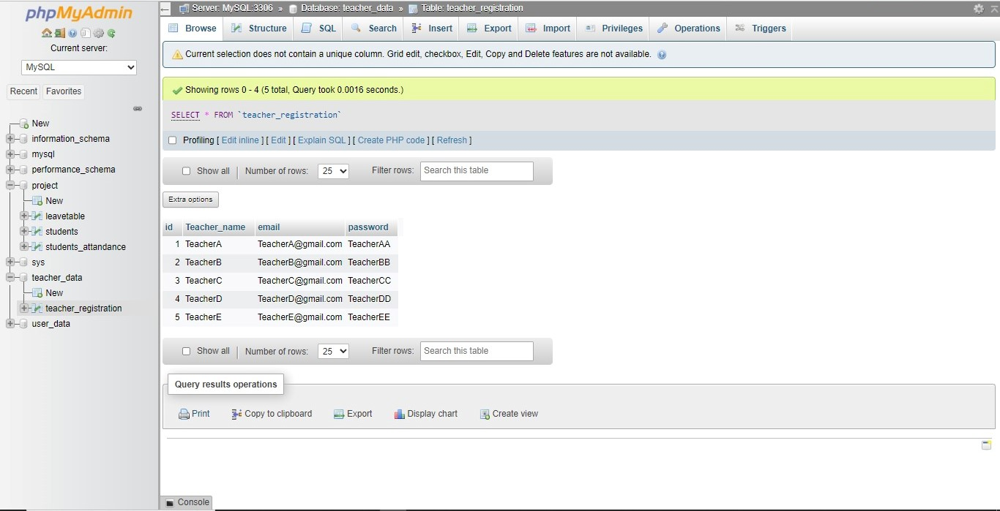 phpMyAdmin
Current server:
MySQL
Recent Favorites
New
information_schema
mysql
performance_schema
project
New
leavetable
students
students_attandance
sys
teacher_data
New
teacher_registration
user_data
Server: MySQL:3306 » Database: teacher_data » Table: teacher_registration
Browse Structure SQL Search Insert Export Import Privileges Operations Triggers
Current selection does not contain a unique column. Grid edit, checkbox, Edit, Copy and Delete features are not available.
Showing rows 0 - 4 (5 total, Query took 0.0016 seconds.)
SELECT * FROM `teacher_registration`
Profiling [ Edit inline ] [ Edit ] [ Explain SQL ] [ Create PHP code ] [ Refresh ]
Show all | Number of rows: 25 Filter rows: Search this table
Extra options
id Teacher_name email password
1 TeacherA TeacherA@gmail.com TeacherAA
2 TeacherB TeacherB@gmail.com TeacherBB
3 TeacherC TeacherC@gmail.com TeacherCC
4 TeacherD TeacherD@gmail.com TeacherDD
5 TeacherE TeacherE@gmail.com TeacherEE
Show all | Number of rows: 25 Filter rows: Search this table
Query results operations
Print Copy to clipboard Export Display chart Create view
Console